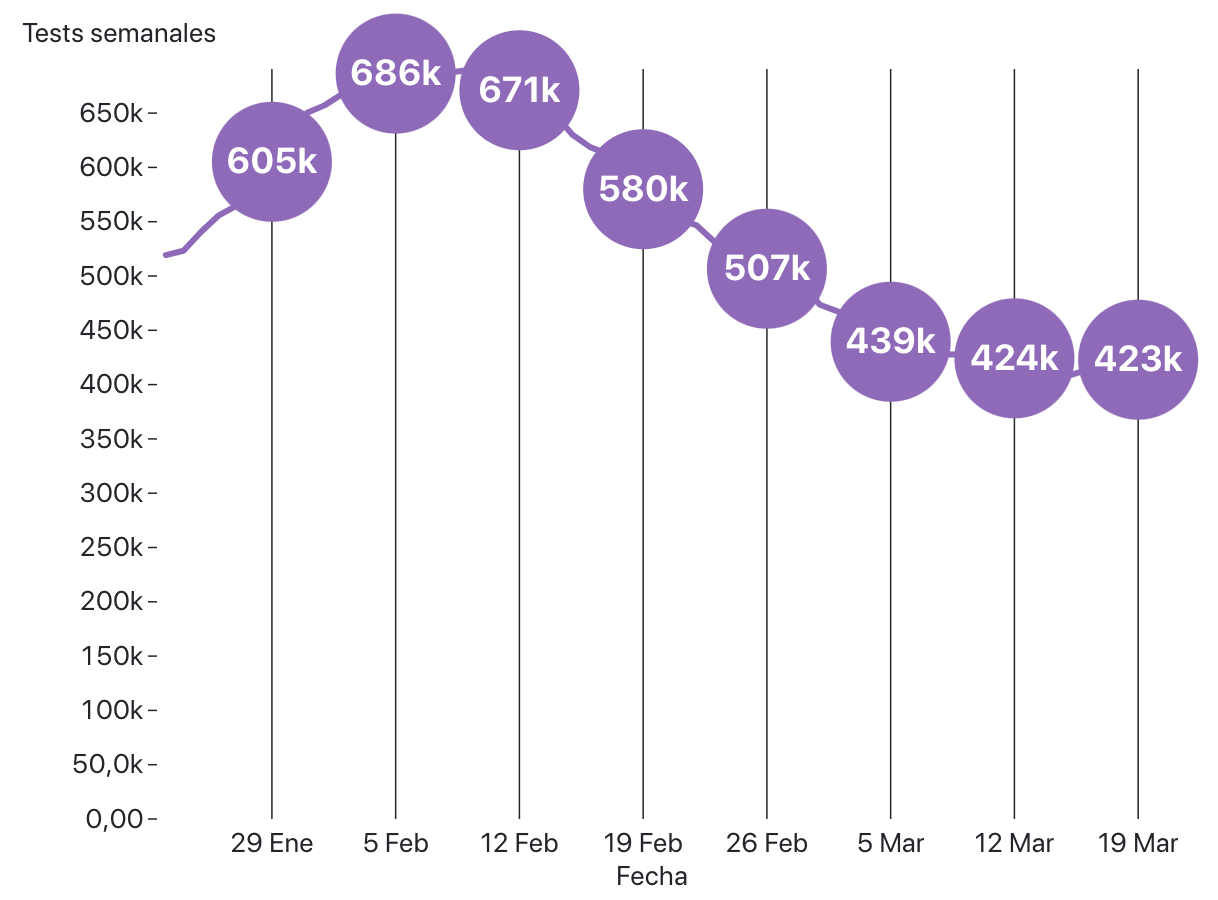 Tests semanales
686k
671k
650k
605k
600k
580k
550k
507k
500k
450k
439k
424k
423k
400k
350k
300k
250k
200k
150k
100k
50,0k
0,00
29 Ene 5 Feb 12 Feb 19 Feb 26 Feb 5 Mar 12 Mar 19 Mar
Fecha